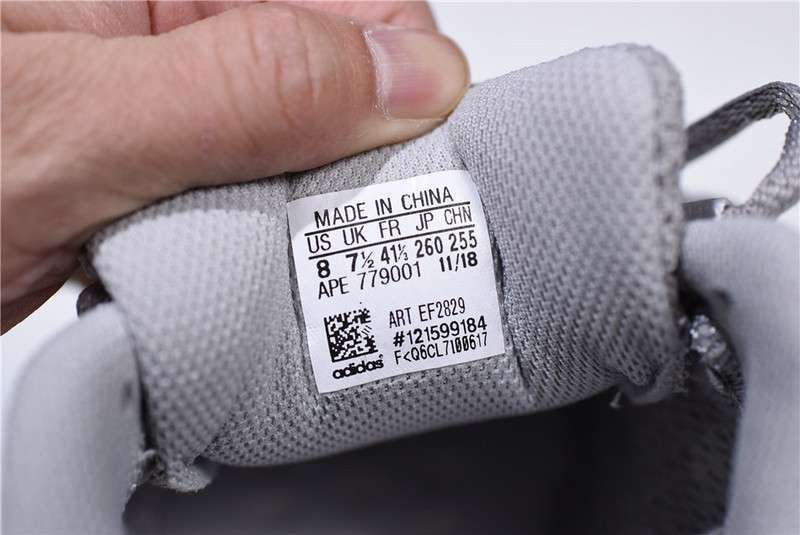 MADE IN CHINA
US UK FR JP CHN
8 7½ 41⅓ 260 255
APE 779001 11/18
ART EF2829
#121599184
F<Q6CL7I00617
adidas